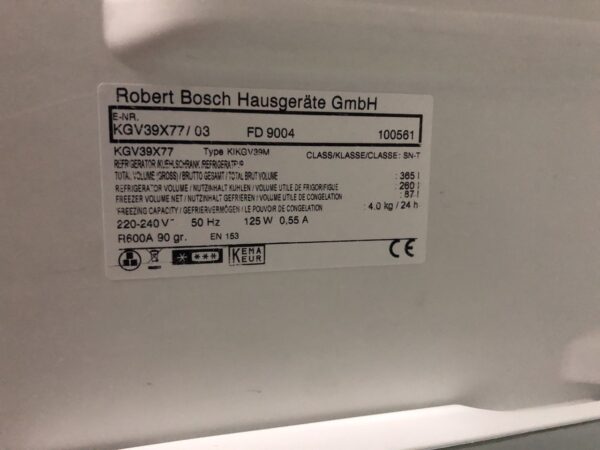 Robert Bosch Hausgeräte GmbH
E-NR.
KGV39X77/ 03 FD 9004 100561
KGV39X77 Type KIKGV39M CLASS/KLASSE/CLASSE: SN-T
REFRIGERATOR /KUEHLSCHRANK /REFRIGERATEUR
TOTAL VOLUME (GROSS) / BRUTTO GESAMT / TOTAL BRUT VOLUME : 365 l
REFRIGERATOR VOLUME / NUTZINHALT KUHLEN / VOLUME UTILE DE FRIGORIFIQUE : 260 l
FREEZER VOLUME NET / NUTZINHALT GEFRIEREN / VOLUME UTILE DE CONGELATION : 87 l
FREEZING CAPACITY / GEFRIERVERMÖGEN / LE POUVOIR DE CONGELATION : 4.0 kg / 24 h
220-240 V~ 50 Hz 125 W 0.55 A
R600A 90 gr. EN 153
KEMA
KEUR
CE